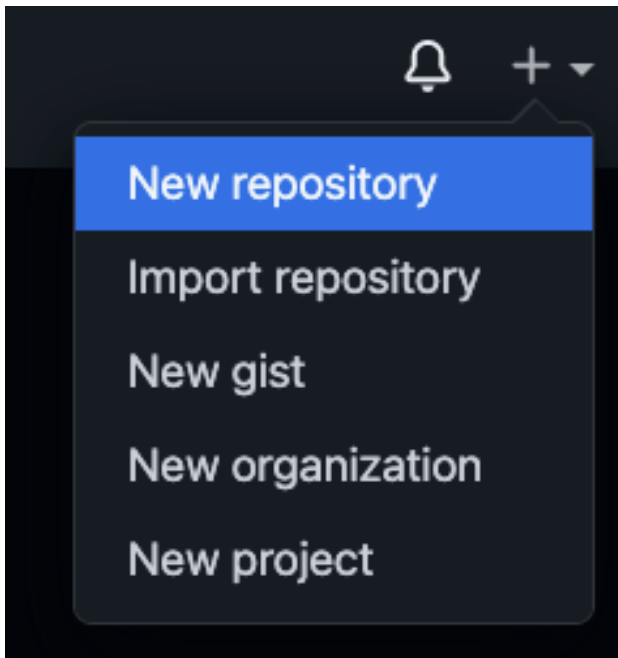 New repository
Import repository
New gist
New organization
New project